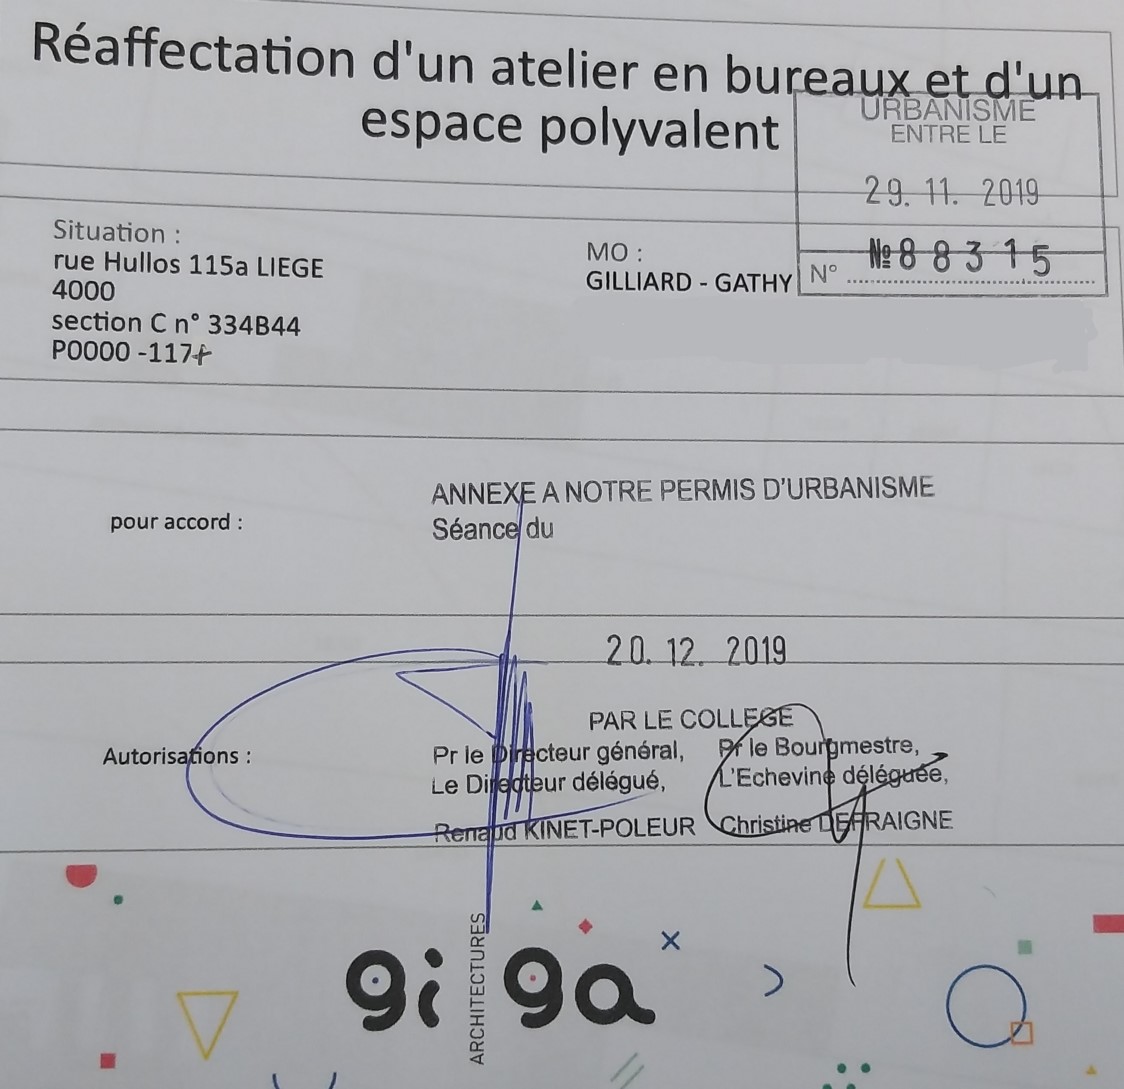 Réaffectation d'un atelier en bureaux et d'un
espace polyvalent
URBANISME
ENTRE LE
29. 11. 2019
N° №88315
Situation :
rue Hullos 115a LIEGE
4000
section C n° 334B44
P0000 -117
MO :
GILLIARD - GATHY
pour accord :
ANNEXE A NOTRE PERMIS D'URBANISME
Séance du
20. 12. 2019
Autorisations :
PAR LE COLLEGE
Pr le Directeur général,
Le Directeur délégué,
Renaud KINET-POLEUR
Pr le Bourgmestre,
L'Echevine déléguée,
Christine DEFRAIGNE
gi ga
ARCHITECTURES